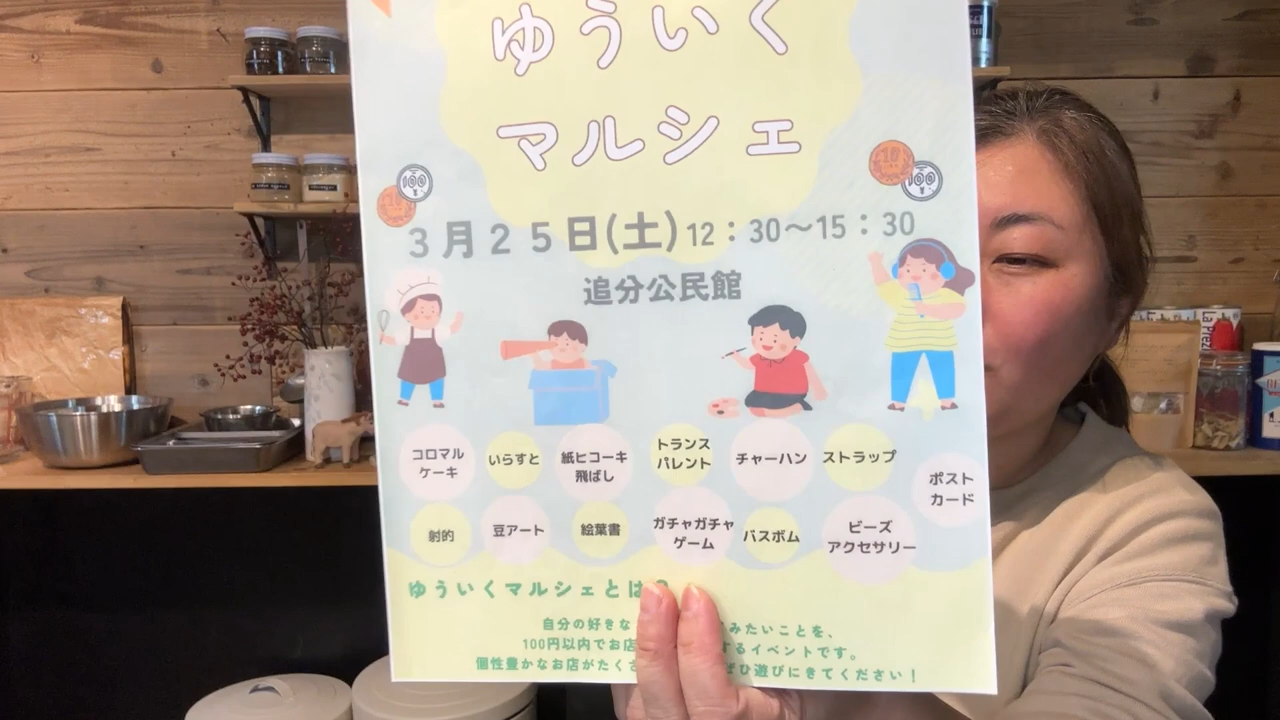 ゆういく
マルシェ
3月25日(土)12:30〜15:30
追分公民館
コロマル
ケーキ
いらすと
紙ヒコーキ
飛ばし
トランス
パレント
チャーハン
ストラップ
ポスト
カード
射的
豆アート
絵葉書
ガチャガチャ
ゲーム
バスボム
ビーズ
アクセサリー
ゆういくマルシェとは?
自分の好きな みたいことを、
100円以内でお店 するイベントです。
個性豊かなお店がたくさ ぜひ遊びにきてください!
100
10
10
100